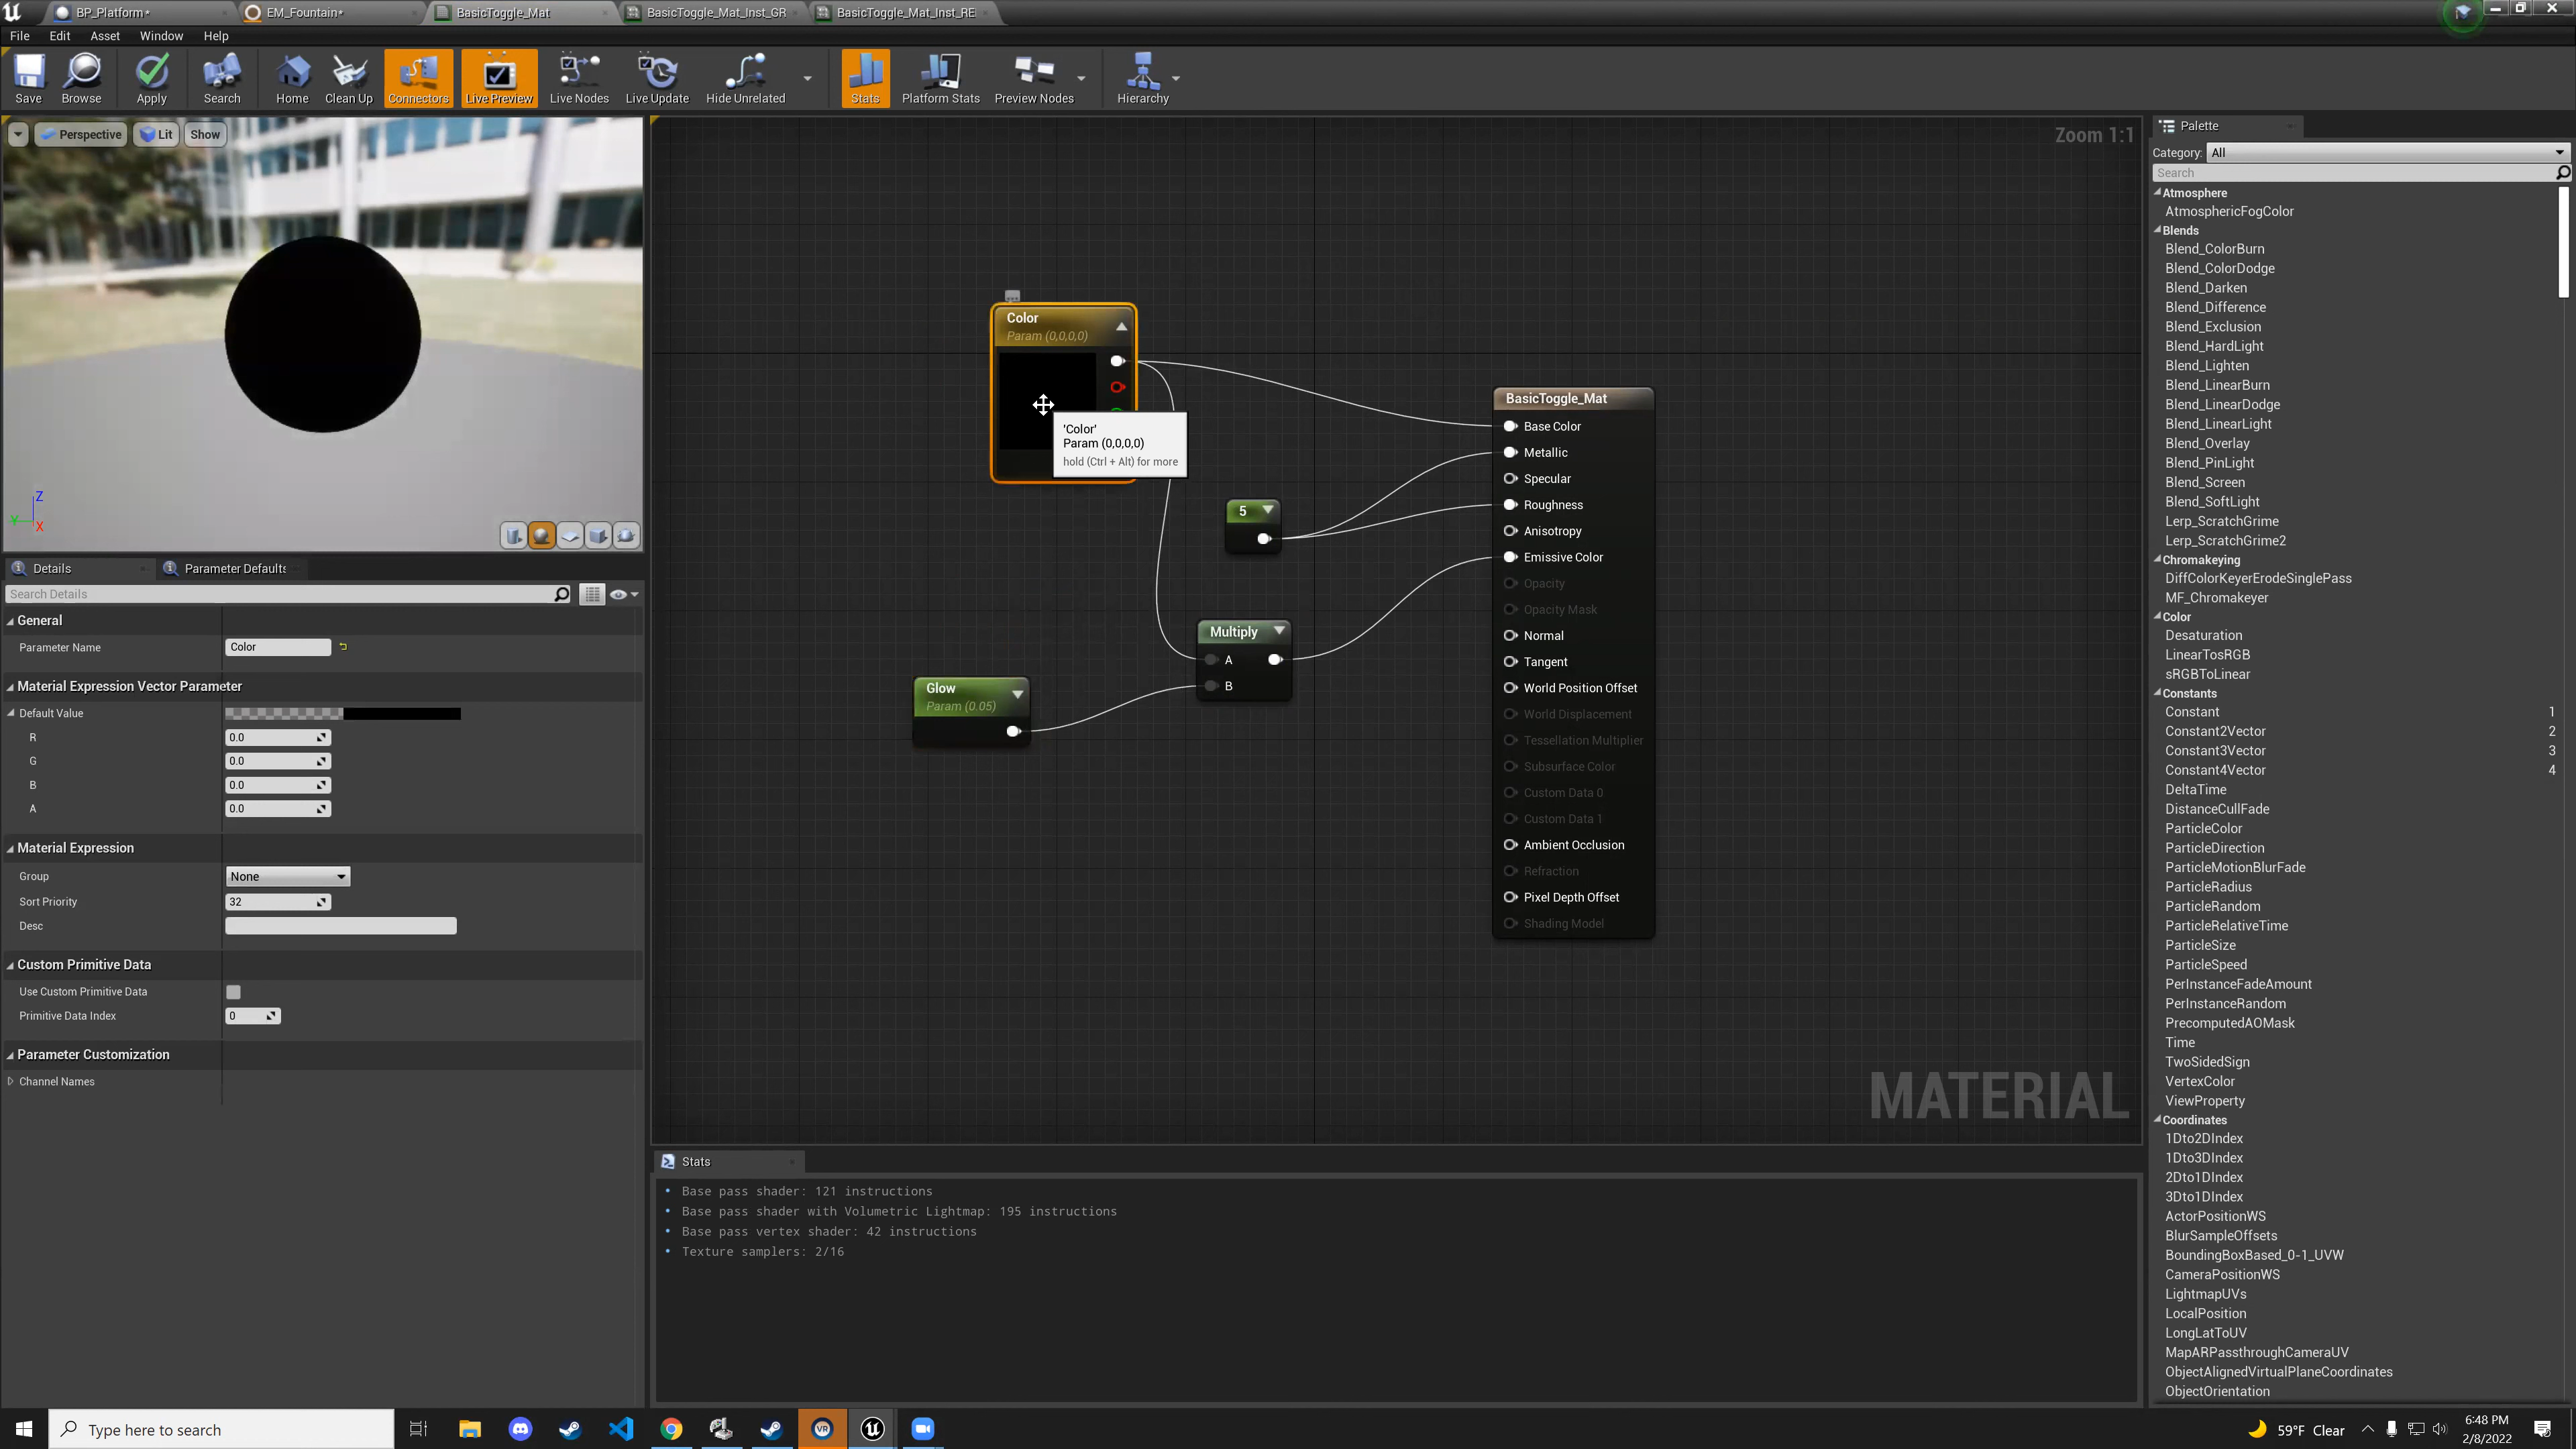 BP_Platform*
EM_Fountain*
BasicToggle_Mat
BasicToggle_Mat_Inst_GR
BasicToggle_Mat_Inst_RE
File Edit Asset Window Help
Save
Browse
Apply
Search
Home
Clean Up
Connectors
Live Preview
Live Nodes
Live Update
Hide Unrelated
Stats
Platform Stats
Preview Nodes
Hierarchy
Perspective
Lit
Show
Z
Y
X
Zoom 1:1
Color
Param (0,0,0,0)
'Color'
Param (0,0,0,0)
hold (Ctrl + Alt) for more
5
Multiply
A
B
Glow
Param (0.05)
BasicToggle_Mat
Base Color
Metallic
Specular
Roughness
Anisotropy
Emissive Color
Opacity
Opacity Mask
Normal
Tangent
World Position Offset
World Displacement
Tessellation Multiplier
Subsurface Color
Custom Data 0
Custom Data 1
Ambient Occlusion
Refraction
Pixel Depth Offset
Shading Model
MATERIAL
Details
Parameter Defaults
Search Details
General
Parameter Name Color
Material Expression Vector Parameter
Default Value
R 0.0
G 0.0
B 0.0
A 0.0
Material Expression
Group None
Sort Priority 32
Desc
Custom Primitive Data
Use Custom Primitive Data
Primitive Data Index 0
Parameter Customization
Channel Names
Stats
Base pass shader: 121 instructions
Base pass shader with Volumetric Lightmap: 195 instructions
Base pass vertex shader: 42 instructions
Texture samplers: 2/16
Palette
Category: All
Search
Atmosphere
AtmosphericFogColor
Blends
Blend_ColorBurn
Blend_ColorDodge
Blend_Darken
Blend_Difference
Blend_Exclusion
Blend_HardLight
Blend_Lighten
Blend_LinearBurn
Blend_LinearDodge
Blend_LinearLight
Blend_Overlay
Blend_PinLight
Blend_Screen
Blend_SoftLight
Lerp_ScratchGrime
Lerp_ScratchGrime2
Chromakeying
DiffColorKeyerErodeSinglePass
MF_Chromakeyer
Color
Desaturation
LinearTosRGB
sRGBToLinear
Constants
Constant 1
Constant2Vector 2
Constant3Vector 3
Constant4Vector 4
DeltaTime
DistanceCullFade
ParticleColor
ParticleDirection
ParticleMotionBlurFade
ParticleRadius
ParticleRandom
ParticleRelativeTime
ParticleSize
ParticleSpeed
PerInstanceFadeAmount
PerInstanceRandom
PrecomputedAOMask
Time
TwoSidedSign
VertexColor
ViewProperty
Coordinates
1Dto2DIndex
1Dto3DIndex
2Dto1DIndex
3Dto1DIndex
ActorPositionWS
BlurSampleOffsets
BoundingBoxBased_0-1_UVW
CameraPositionWS
LightmapUVs
LocalPosition
LongLatToUV
MapARPassthroughCameraUV
ObjectAlignedVirtualPlaneCoordinates
ObjectOrientation
Type here to search
VR
59°F Clear
6:48 PM
2/8/2022